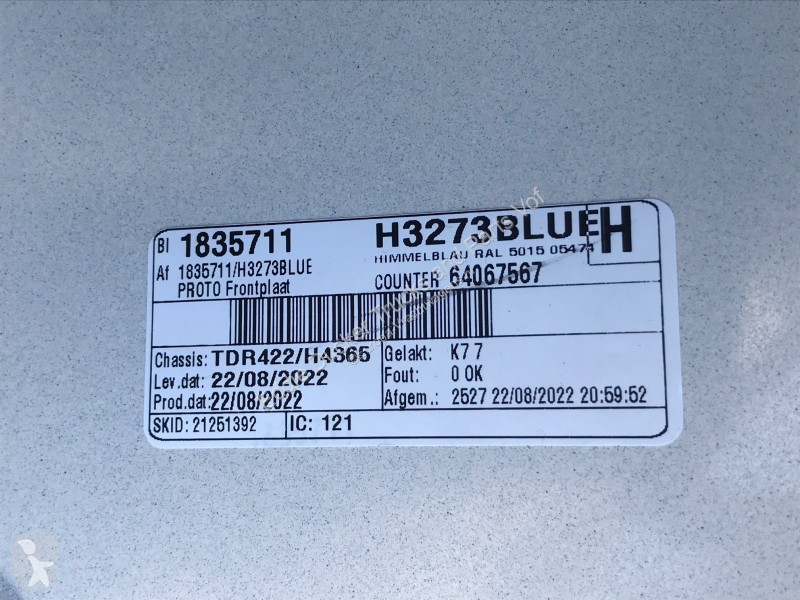 BI 1835711 H3273BLUE H
HIMMELBLAU RAL 5015 05471
Af 1835711/H3273BLUE COUNTER 64067567
PROTO Frontplaat
Chassis: TDR422/H4365 Gelakt: K7 7
Lev.dat: 22/08/2022 Fout: 0 OK
Prod.dat: 22/08/2022 Afgem.: 2527 22/08/2022 20:59:52
SKID: 21251392 IC: 121